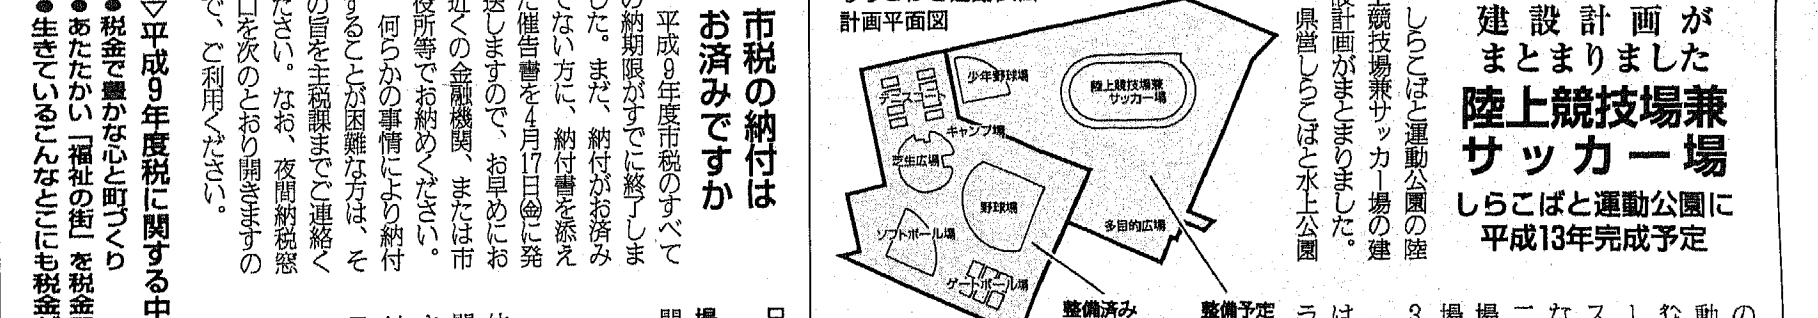 建設計画が
まとまりました
陸上競技場兼
サッカー場
しらこばと運動公園に
平成13年完成予定
しらこばと運動公園の陸
上競技場兼サッカー場の建
設計画がまとまりました。
県営しらこばと水上公園
計画平面図
少年野球場
テニスコート
陸上競技場兼
サッカー場
キャンプ場
芝生広場
野球場
多目的広場
ソフトボール場
ゲートボール場
整備済み
整備予定
市税の納付は
お済みですか
平成9年度市税のすべて
の納期限がすでに終了しま
した。まだ、納付がお済み
でない方に、納付書を添え
た催告書を4月17日㈮に発
送しますので、お早めにお
近くの金融機関、または市
役所等でお納めください。
何らかの事情により納付
することが困難な方は、そ
の旨を主税課までご連絡く
ださい。なお、夜間納税窓
口を次のとおり開きますの
で、ご利用ください。
▽平成9年度税に関する中
●税金で豊かな心と町づくり
●あたたかい「福祉の街」を税金
●生きているこんなとこにも税金